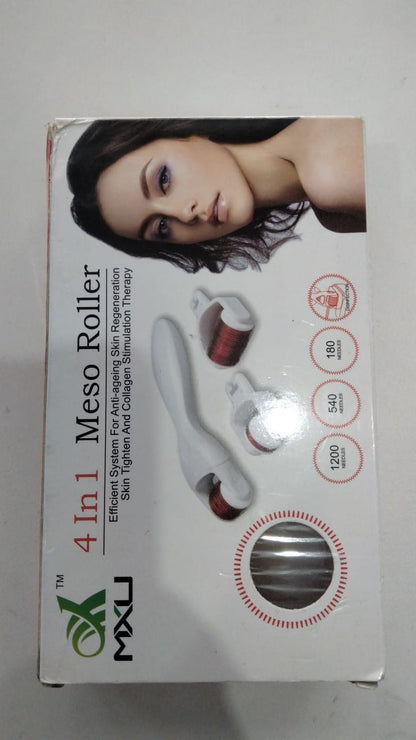 4 In 1 Meso Roller
Efficient System For Anti-ageing Skin Regeneration
Skin Tighten And Collagen Stimulation Therapy
TM
MXU
180
NEEDLES
540
NEEDLES
1200
NEEDLES